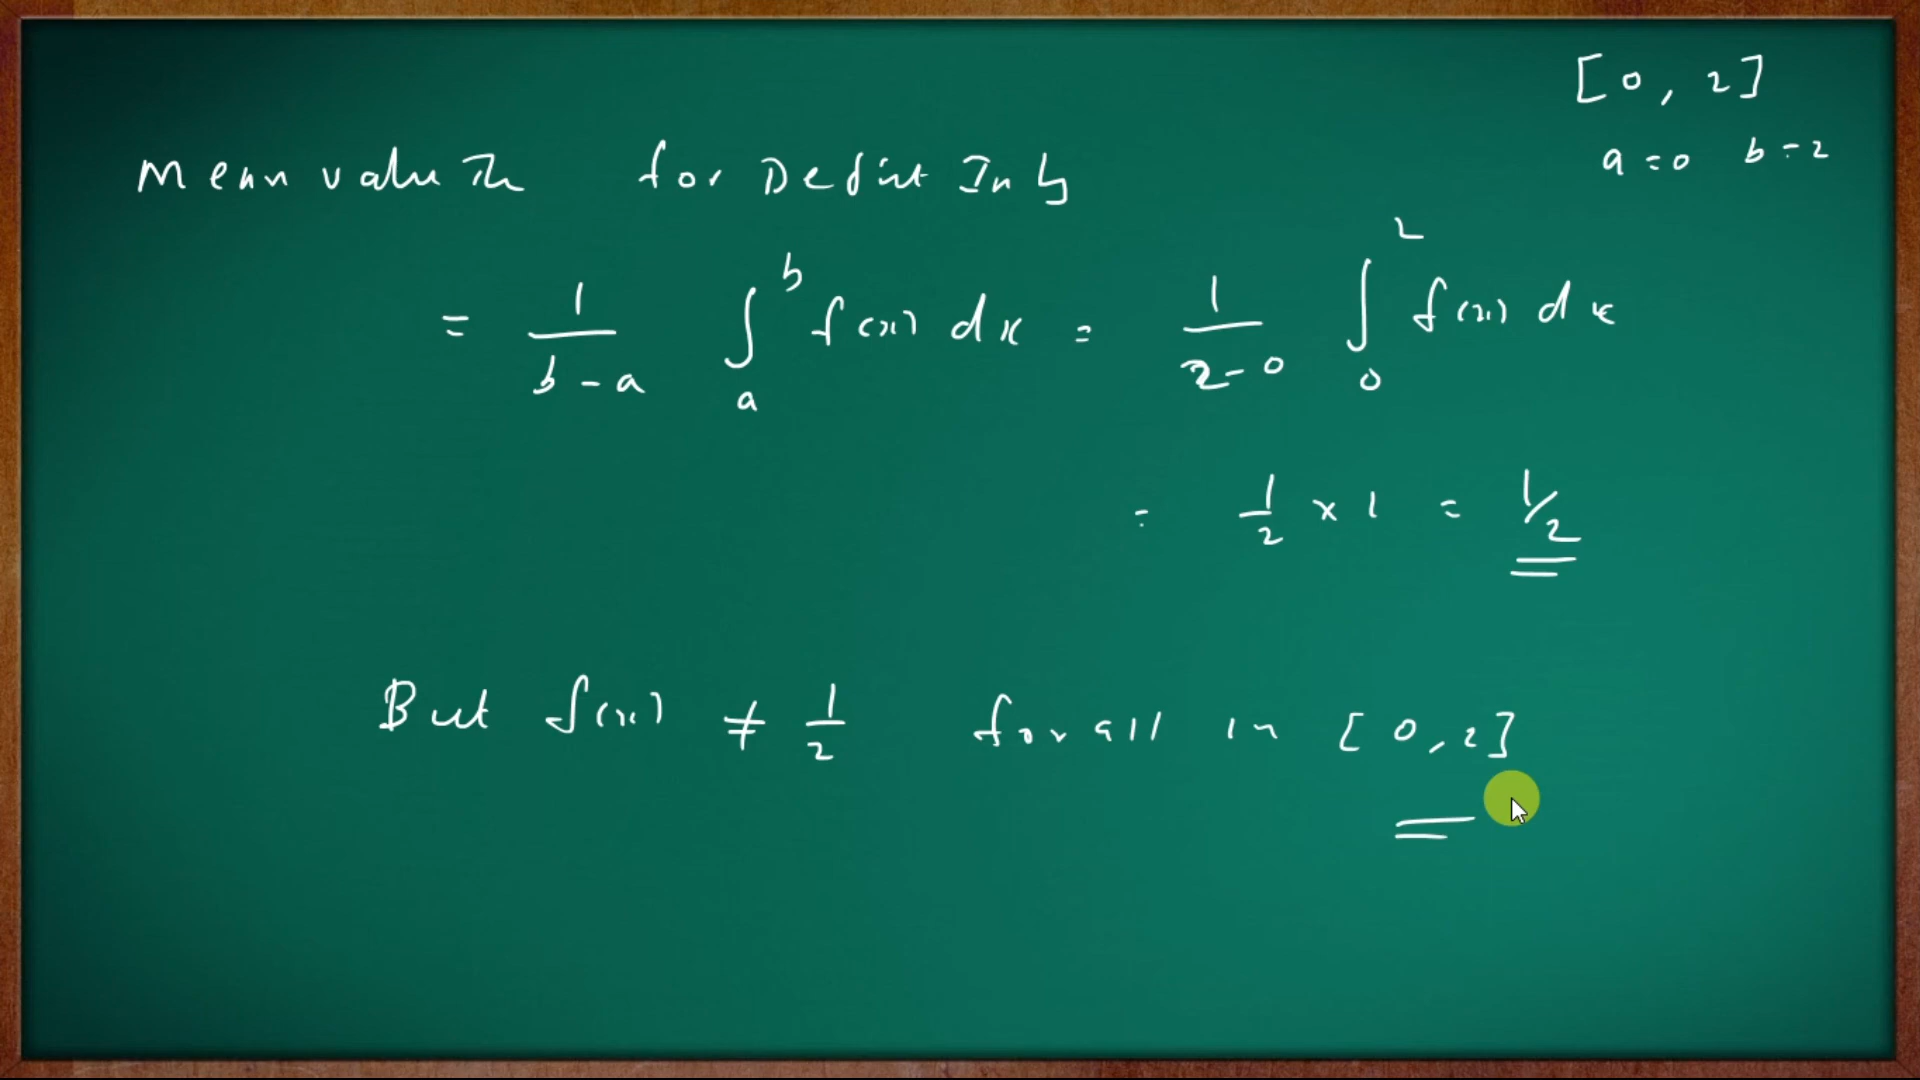 [0, 2]
a = 0 b = 2
Mean value Th for Defint Intg
= 1/(b - a) ∫_a^b f(x) dx = 1/(2 - 0) ∫_0^2 f(x) dx
= 1/2 × 1 = 1/2
But f(x) ≠ 1/2 for all in [0, 2]